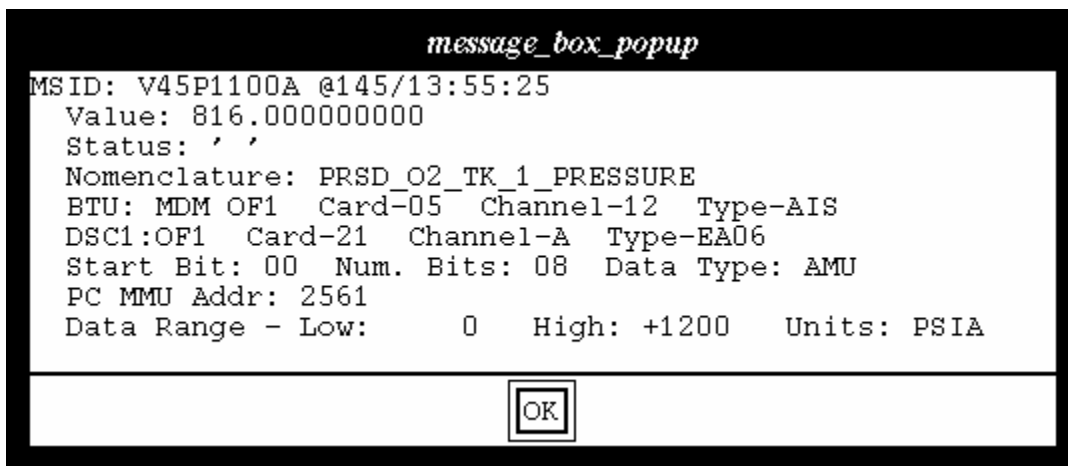 message_box_popup
MSID: V45P1100A @145/13:55:25
Value: 816.000000000
Status: ' '
Nomenclature: PRSD_O2_TK_1_PRESSURE
BTU: MDM OF1 Card-05 Channel-12 Type-AIS
DSC1:OF1 Card-21 Channel-A Type-EA06
Start Bit: 00 Num. Bits: 08 Data Type: AMU
PC MMU Addr: 2561
Data Range - Low: 0 High: +1200 Units: PSIA
OK